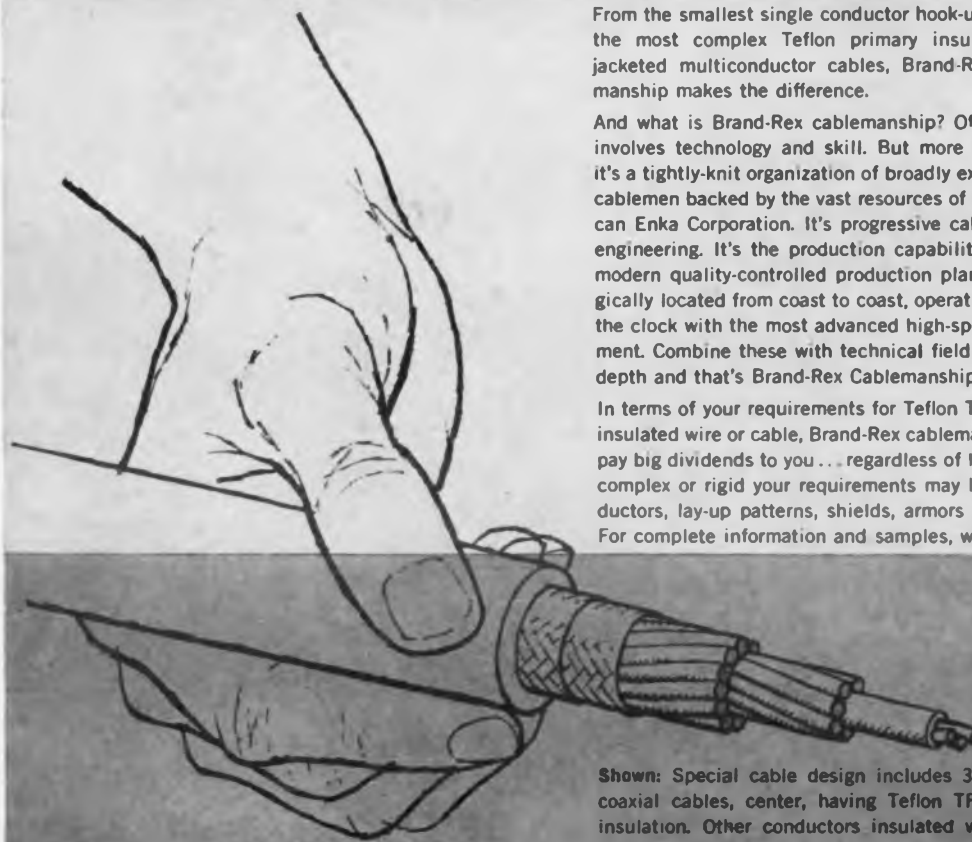 From the smallest single conductor hook-u
the most complex Teflon primary insu
jacketed multiconductor cables, Brand-R
manship makes the difference.
And what is Brand-Rex cablemanship? Of
involves technology and skill. But more
it's a tightly-knit organization of broadly ex
cablemen backed by the vast resources of
can Enka Corporation. It's progressive cal
engineering. It's the production capabilit
modern quality-controlled production plan
gically located from coast to coast, operat
the clock with the most advanced high-sp
ment. Combine these with technical field
depth and that's Brand-Rex Cablemanship
In terms of your requirements for Teflon T
insulated wire or cable, Brand-Rex cablema
pay big dividends to you... regardless of
complex or rigid your requirements may
ductors, lay-up patterns, shields, armors
For complete information and samples, w
Shown: Special cable design includes 3
coaxial cables, center, having Teflon TF
insulation. Other conductors insulated w